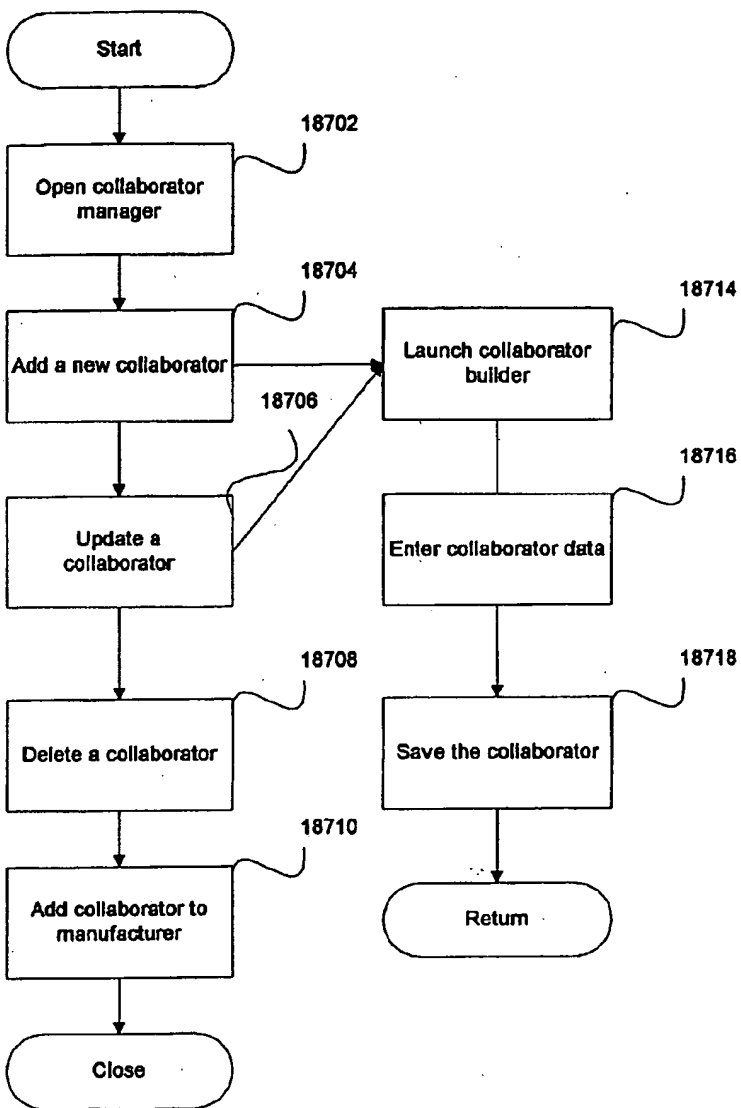 Start
18702
Open collaborator
manager
18704
Add a new collaborator
18706
Update a
collaborator
18708
Delete a collaborator
18710
Add collaborator to
manufacturer
Close
18714
Launch collaborator
builder
18716
Enter collaborator data
18718
Save the collaborator
Return